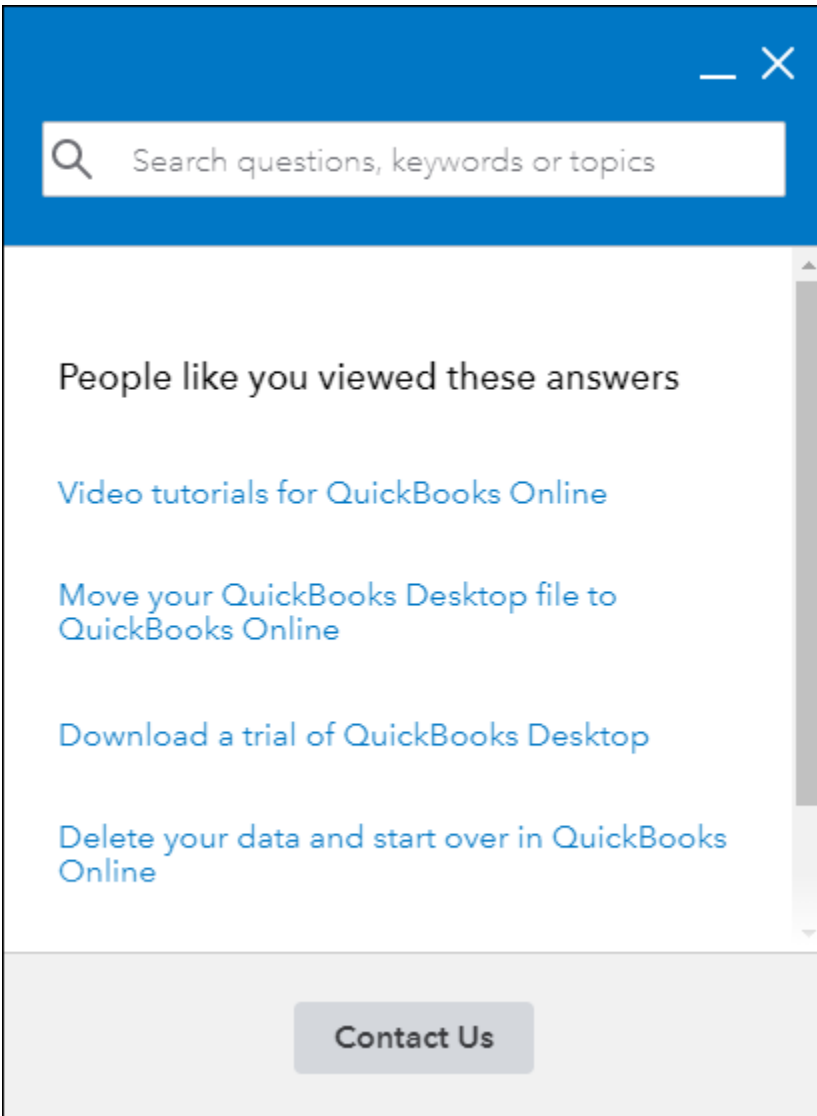 Search questions, keywords or topics
People like you viewed these answers
Video tutorials for QuickBooks Online
Move your QuickBooks Desktop file to
QuickBooks Online
Download a trial of QuickBooks Desktop
Delete your data and start over in QuickBooks
Online
Contact Us